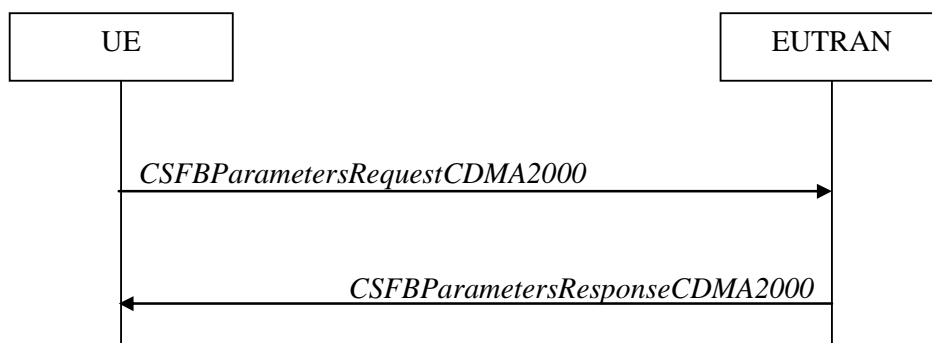 UE
EUTRAN
CSFBParametersRequestCDMA2000
CSFBParametersResponseCDMA2000